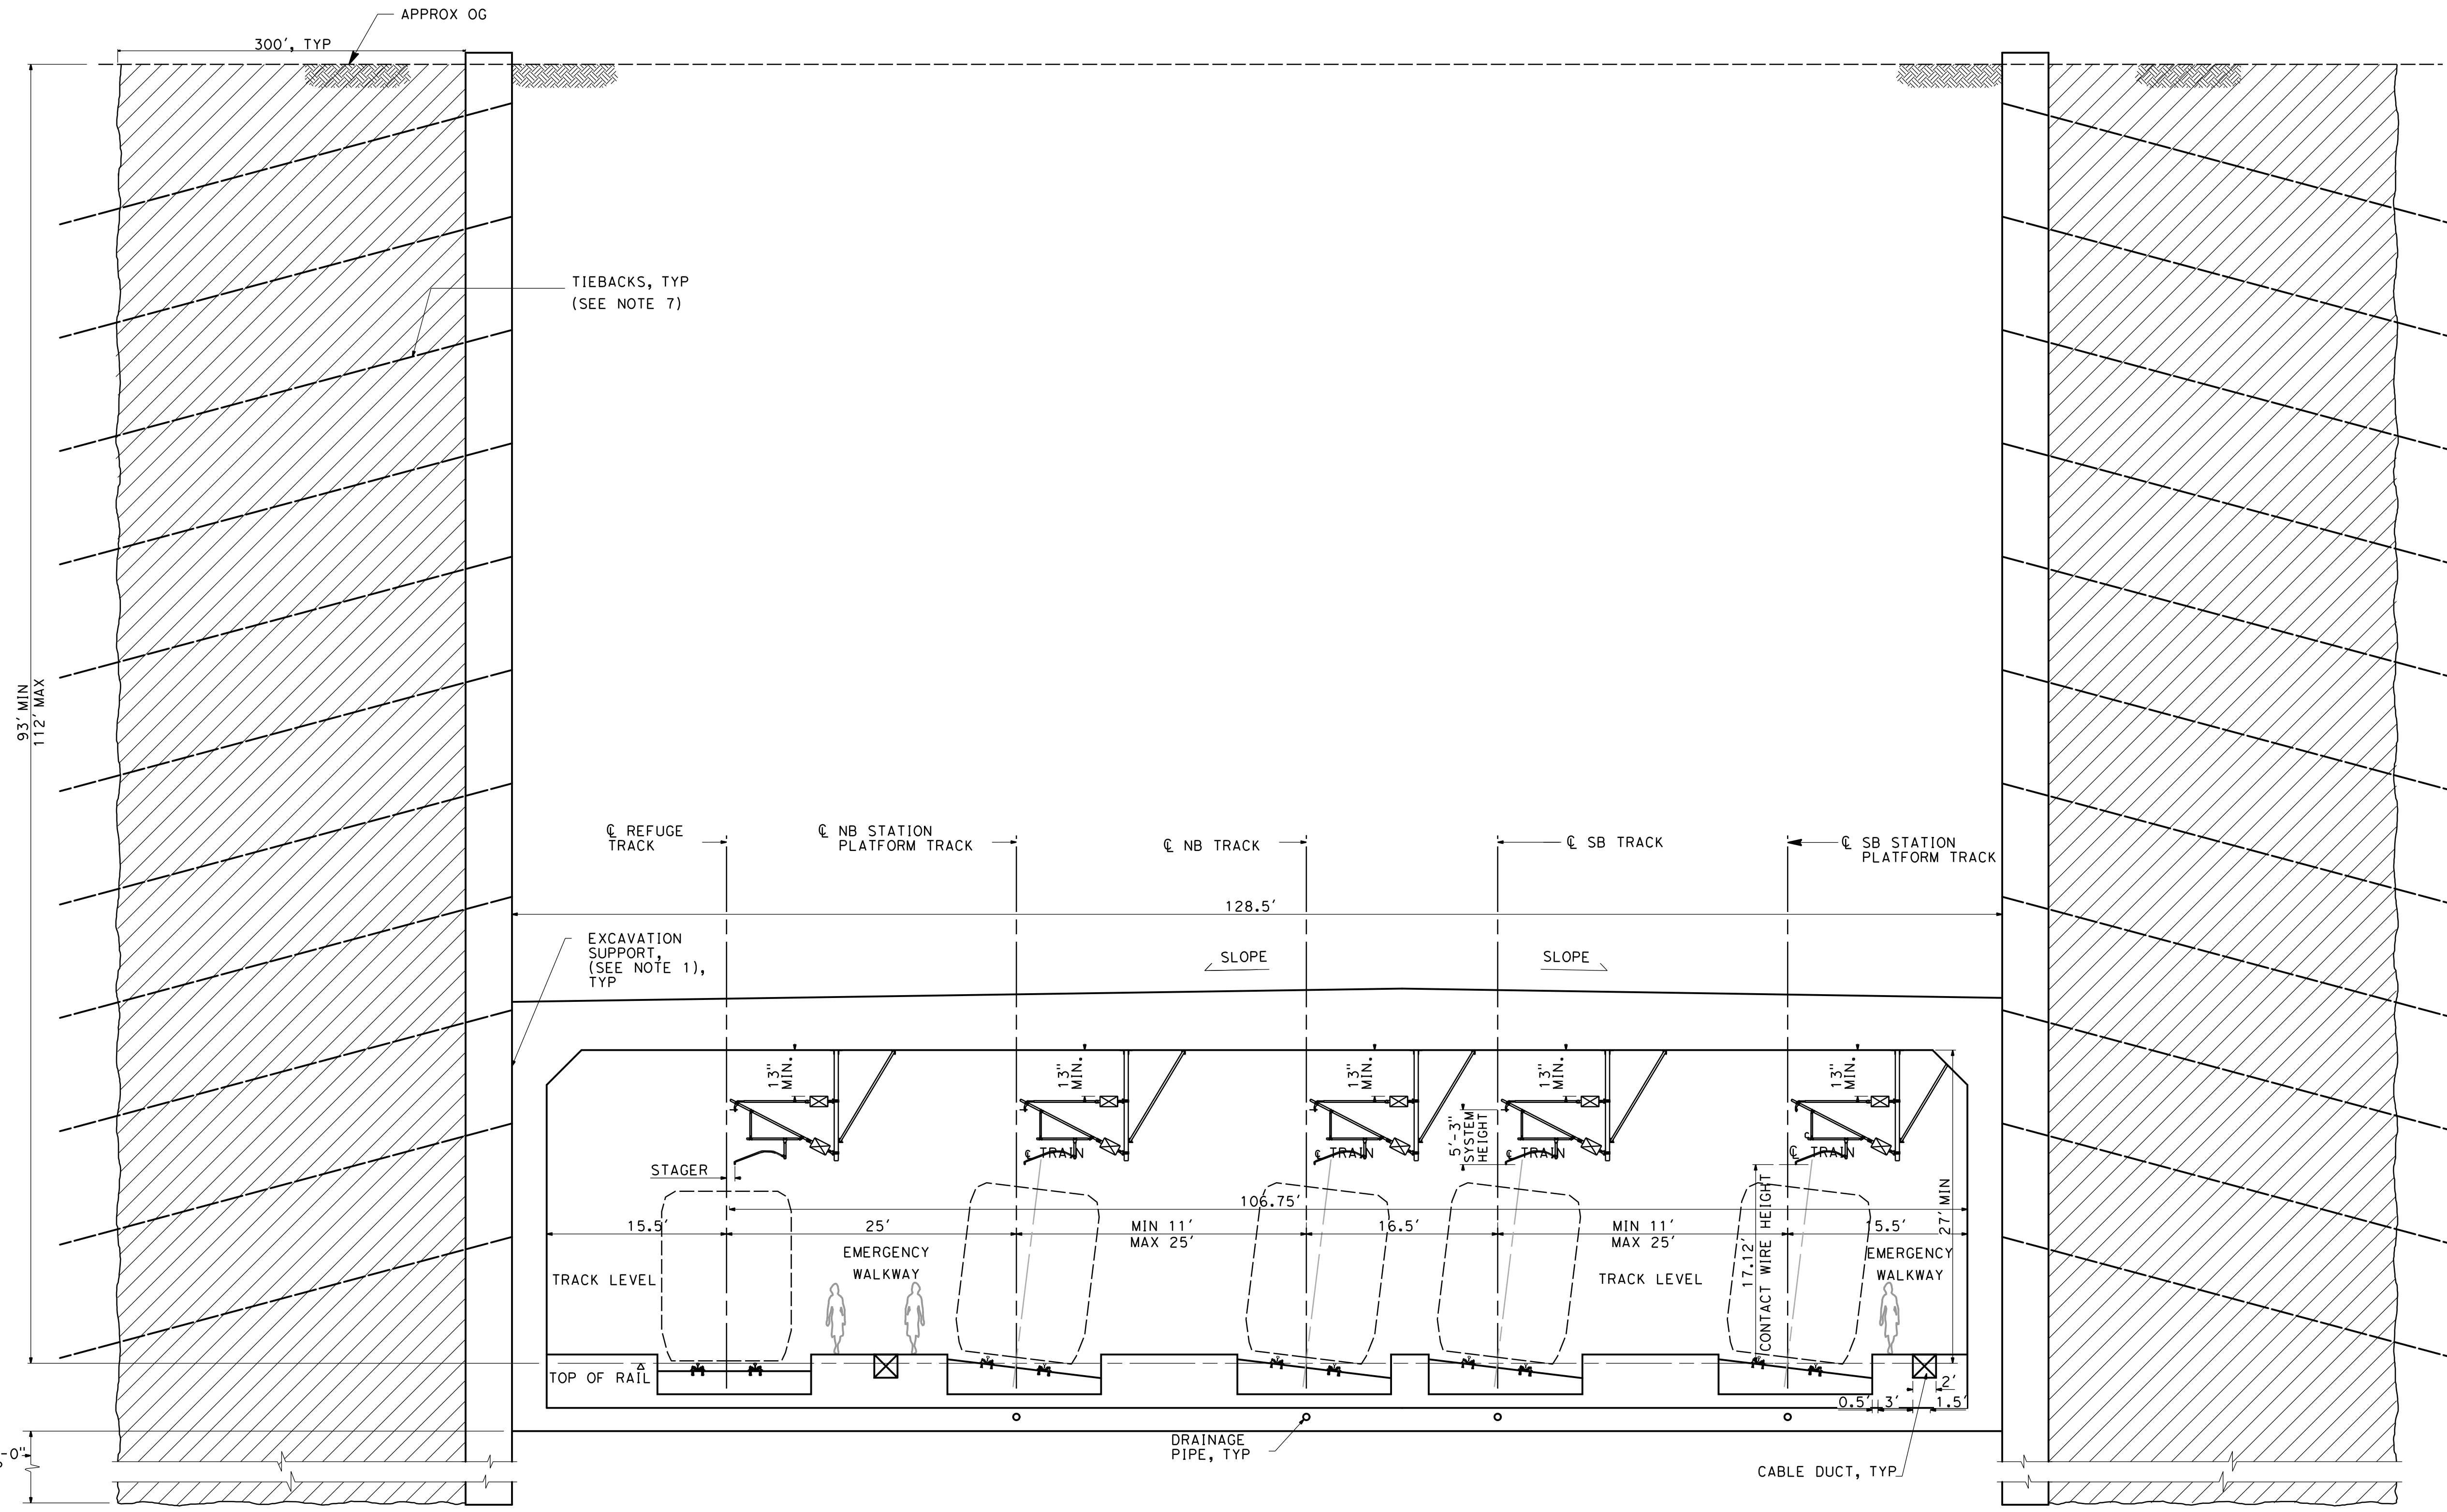 APPROX OG
300', TYP
TIEBACKS, TYP
(SEE NOTE 7)
93' MIN
112' MAX
℄ REFUGE
TRACK
℄ NB STATION
PLATFORM TRACK
℄ NB TRACK
℄ SB TRACK
℄ SB STATION
PLATFORM TRACK
128.5'
EXCAVATION
SUPPORT,
(SEE NOTE 1),
TYP
SLOPE
SLOPE
13"
MIN.
13"
MIN.
13"
MIN.
13"
MIN.
13"
MIN.
5'-3"
SYSTEM
HEIGHT
℄ TRAIN
℄ TRAIN
℄ TRAIN
℄
℄ TRAIN
STAGER
106.75'
15.5'
25'
MIN 11'
MAX 25'
16.5'
MIN 11'
MAX 25'
15.5'
17.12'
CONTACT WIRE HEIGHT
27' MIN
EMERGENCY
WALKWAY
EMERGENCY
WALKWAY
TRACK LEVEL
TRACK LEVEL
TOP OF RAIL
2'
0.5'
3'
1.5'
DRAINAGE
PIPE, TYP
CABLE DUCT, TYP
-0"